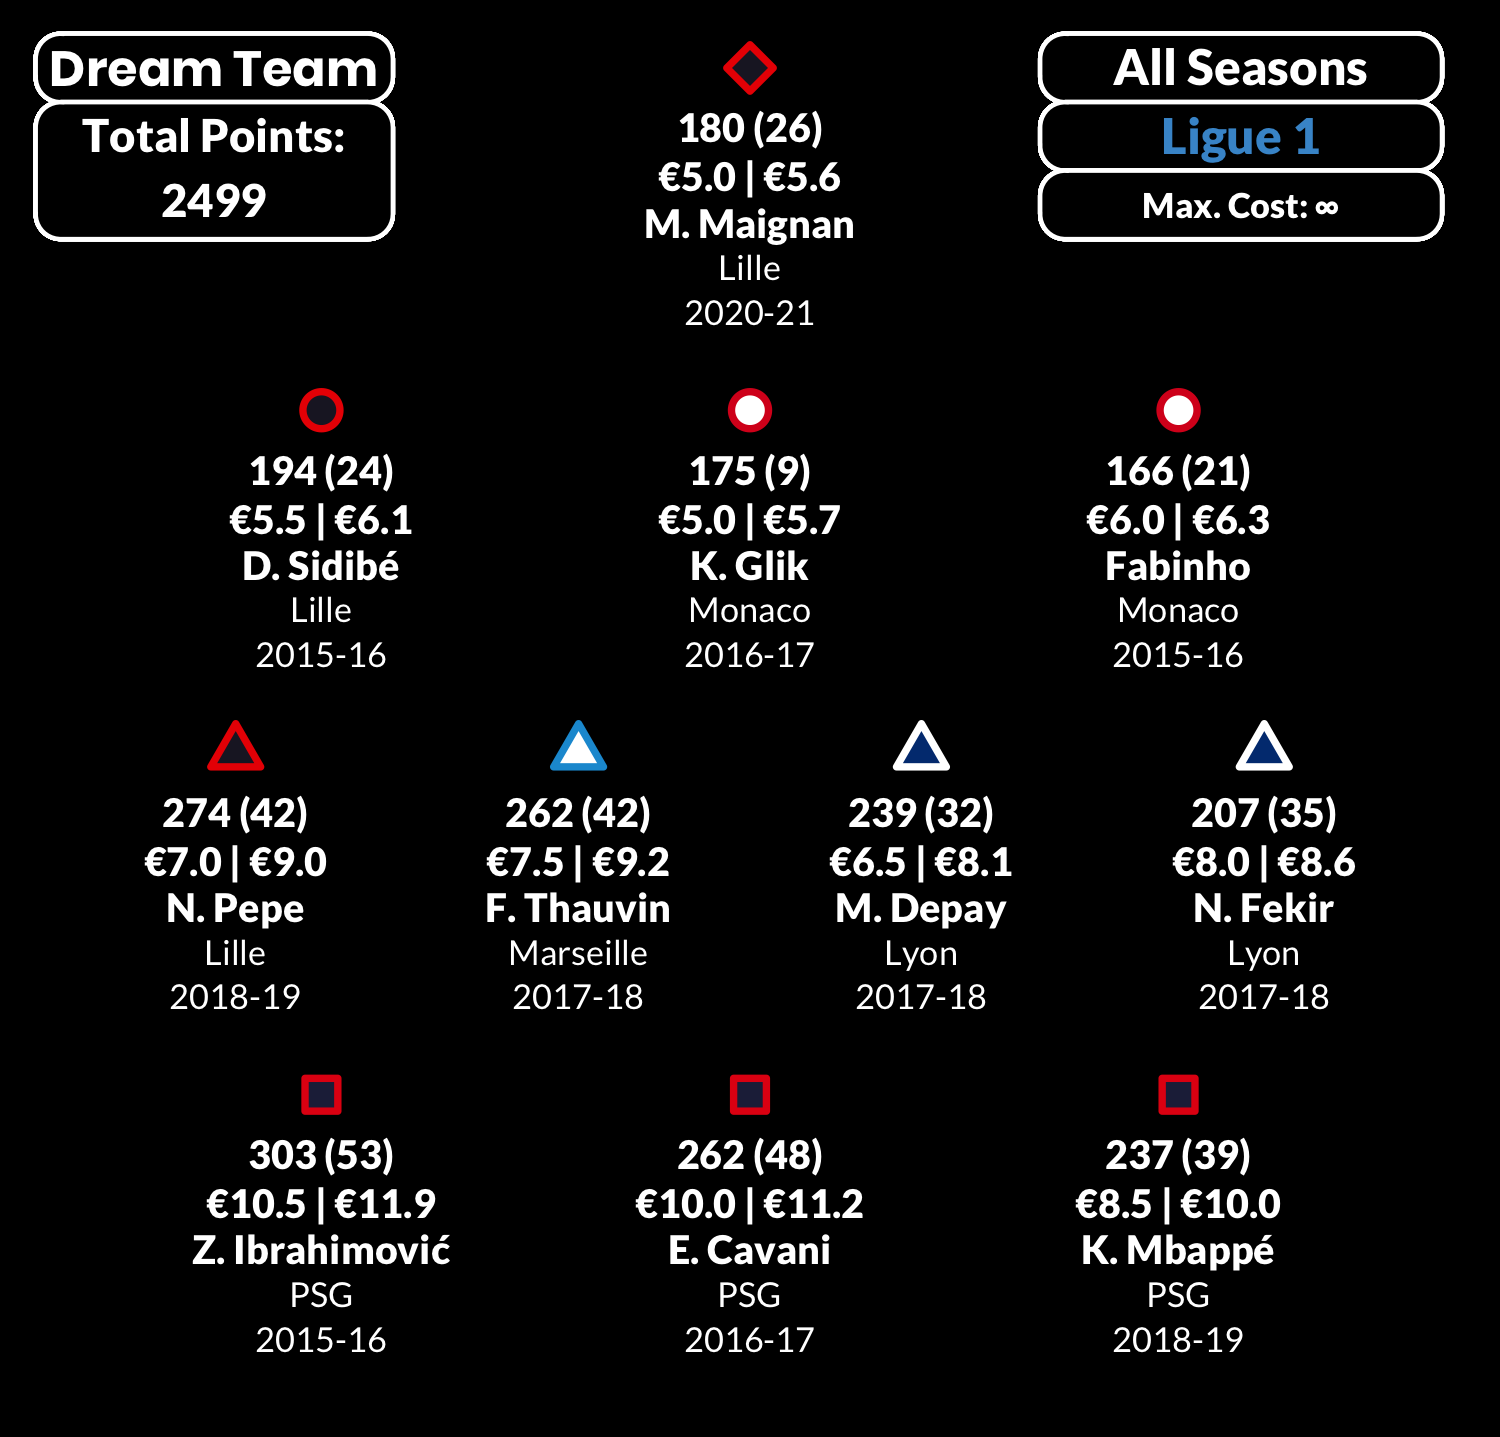 Dream Team
Total Points:
2499
All Seasons
Ligue 1
Max. Cost: ∞
180 (26)
€5.0 | €5.6
M. Maignan
Lille
2020-21
194 (24)
€5.5 | €6.1
D. Sidibé
Lille
2015-16
175 (9)
€5.0 | €5.7
K. Glik
Monaco
2016-17
166 (21)
€6.0 | €6.3
Fabinho
Monaco
2015-16
274 (42)
€7.0 | €9.0
N. Pepe
Lille
2018-19
262 (42)
€7.5 | €9.2
F. Thauvin
Marseille
2017-18
239 (32)
€6.5 | €8.1
M. Depay
Lyon
2017-18
207 (35)
€8.0 | €8.6
N. Fekir
Lyon
2017-18
303 (53)
€10.5 | €11.9
Z. Ibrahimović
PSG
2015-16
262 (48)
€10.0 | €11.2
E. Cavani
PSG
2016-17
237 (39)
€8.5 | €10.0
K. Mbappé
PSG
2018-19